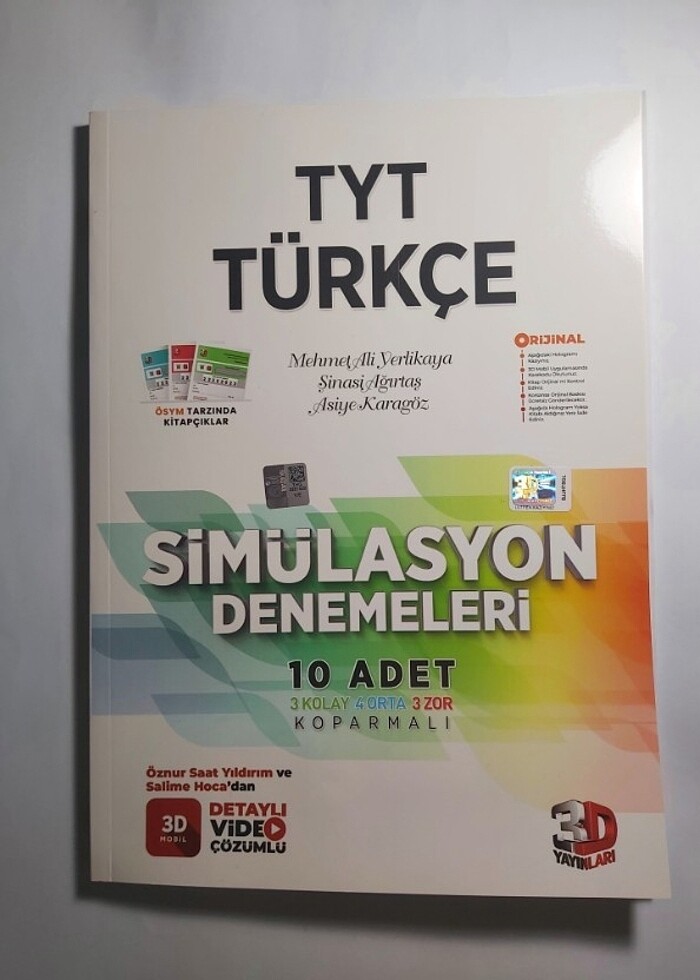 TYT
TÜRKÇE
Mehmet Ali Yerlikaya
Şinasi Ağırtaş
Asiye Karagöz
ÖSYM TARZINDA
KİTAPÇIKLAR
ORİJİNAL
SİMÜLASYON
DENEMELERİ
10 ADET
3 KOLAY 4 ORTA 3 ZOR
KOPARMALI
Öznur Saat Yıldırım ve
Salime Hoca'dan
3D
MOBİL
DETAYLI
VİDEO
ÇÖZÜMLÜ
3D
YAYINLARI